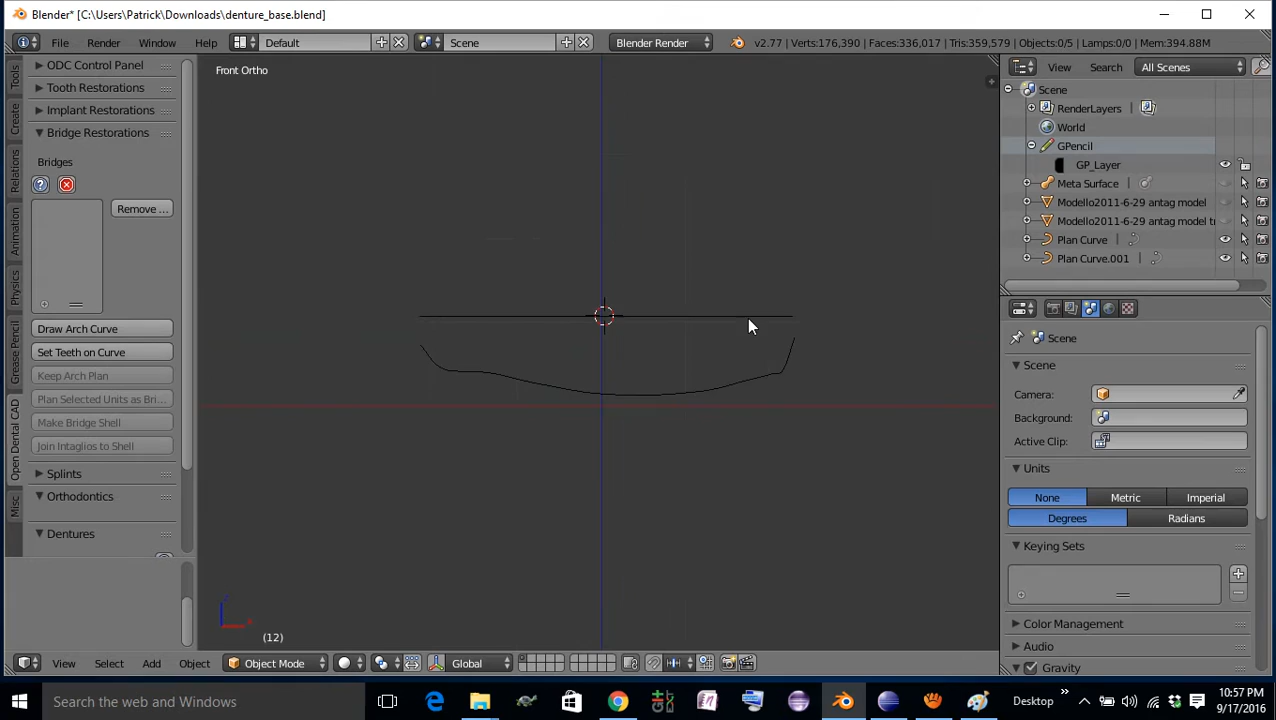 Blender* [C:\Users\Patrick\Downloads\denture_base.blend]
File Render Window Help Default Scene Blender Render v2.77 | Verts:176,390 | Faces:336,017 | Tris:359,579 | Objects:0/5 | Lamps:0/0 | Mem:394.88M
Tools
Create
Relations
Animation
Physics
Grease Pencil
Open Dental CAD
Misc
ODC Control Panel
Tooth Restorations
Implant Restorations
Bridge Restorations
Bridges
Remove ...
Draw Arch Curve
Set Teeth on Curve
Keep Arch Plan
Plan Selected Units as Bri...
Make Bridge Shell
Join Intaglios to Shell
Splints
Orthodontics
Dentures
Front Ortho
(12)
View Select Add Object Object Mode Global
View Search All Scenes
Scene
RenderLayers
World
GPencil
GP_Layer
Meta Surface
Modello2011-6-29 antag model
Modello2011-6-29 antag model tr
Plan Curve
Plan Curve.001
Scene
Scene
Camera:
Background:
Active Clip:
Units
None Metric Imperial
Degrees Radians
Keying Sets
Color Management
Audio
Gravity
Search the web and Windows
Desktop
10:57 PM
9/17/2016